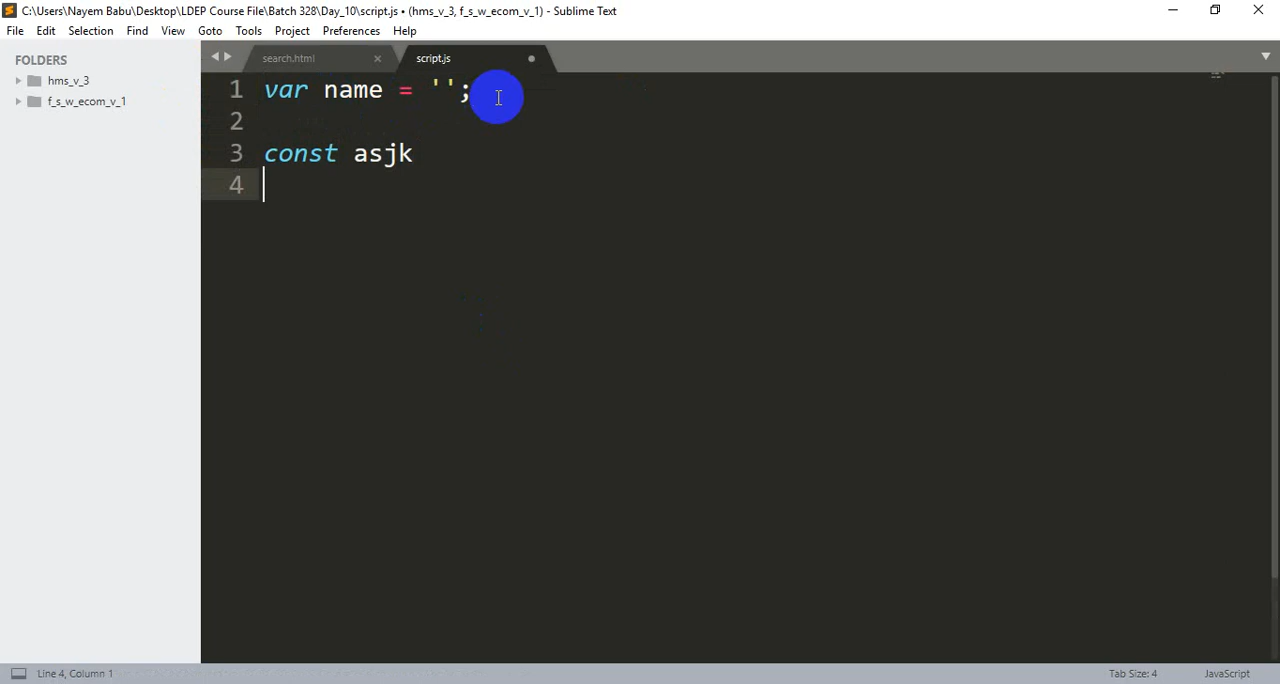 C:\Users\Nayem Babu\Desktop\LDEP Course File\Batch 328\Day_10\script.js • (hms_v_3, f_s_w_ecom_v_1) - Sublime Text
File Edit Selection Find View Goto Tools Project Preferences Help
FOLDERS
hms_v_3
f_s_w_ecom_v_1
search.html × script.js
1 var name = '';
2
3 const asjk
4
Line 4, Column 1 Tab Size: 4 JavaScript